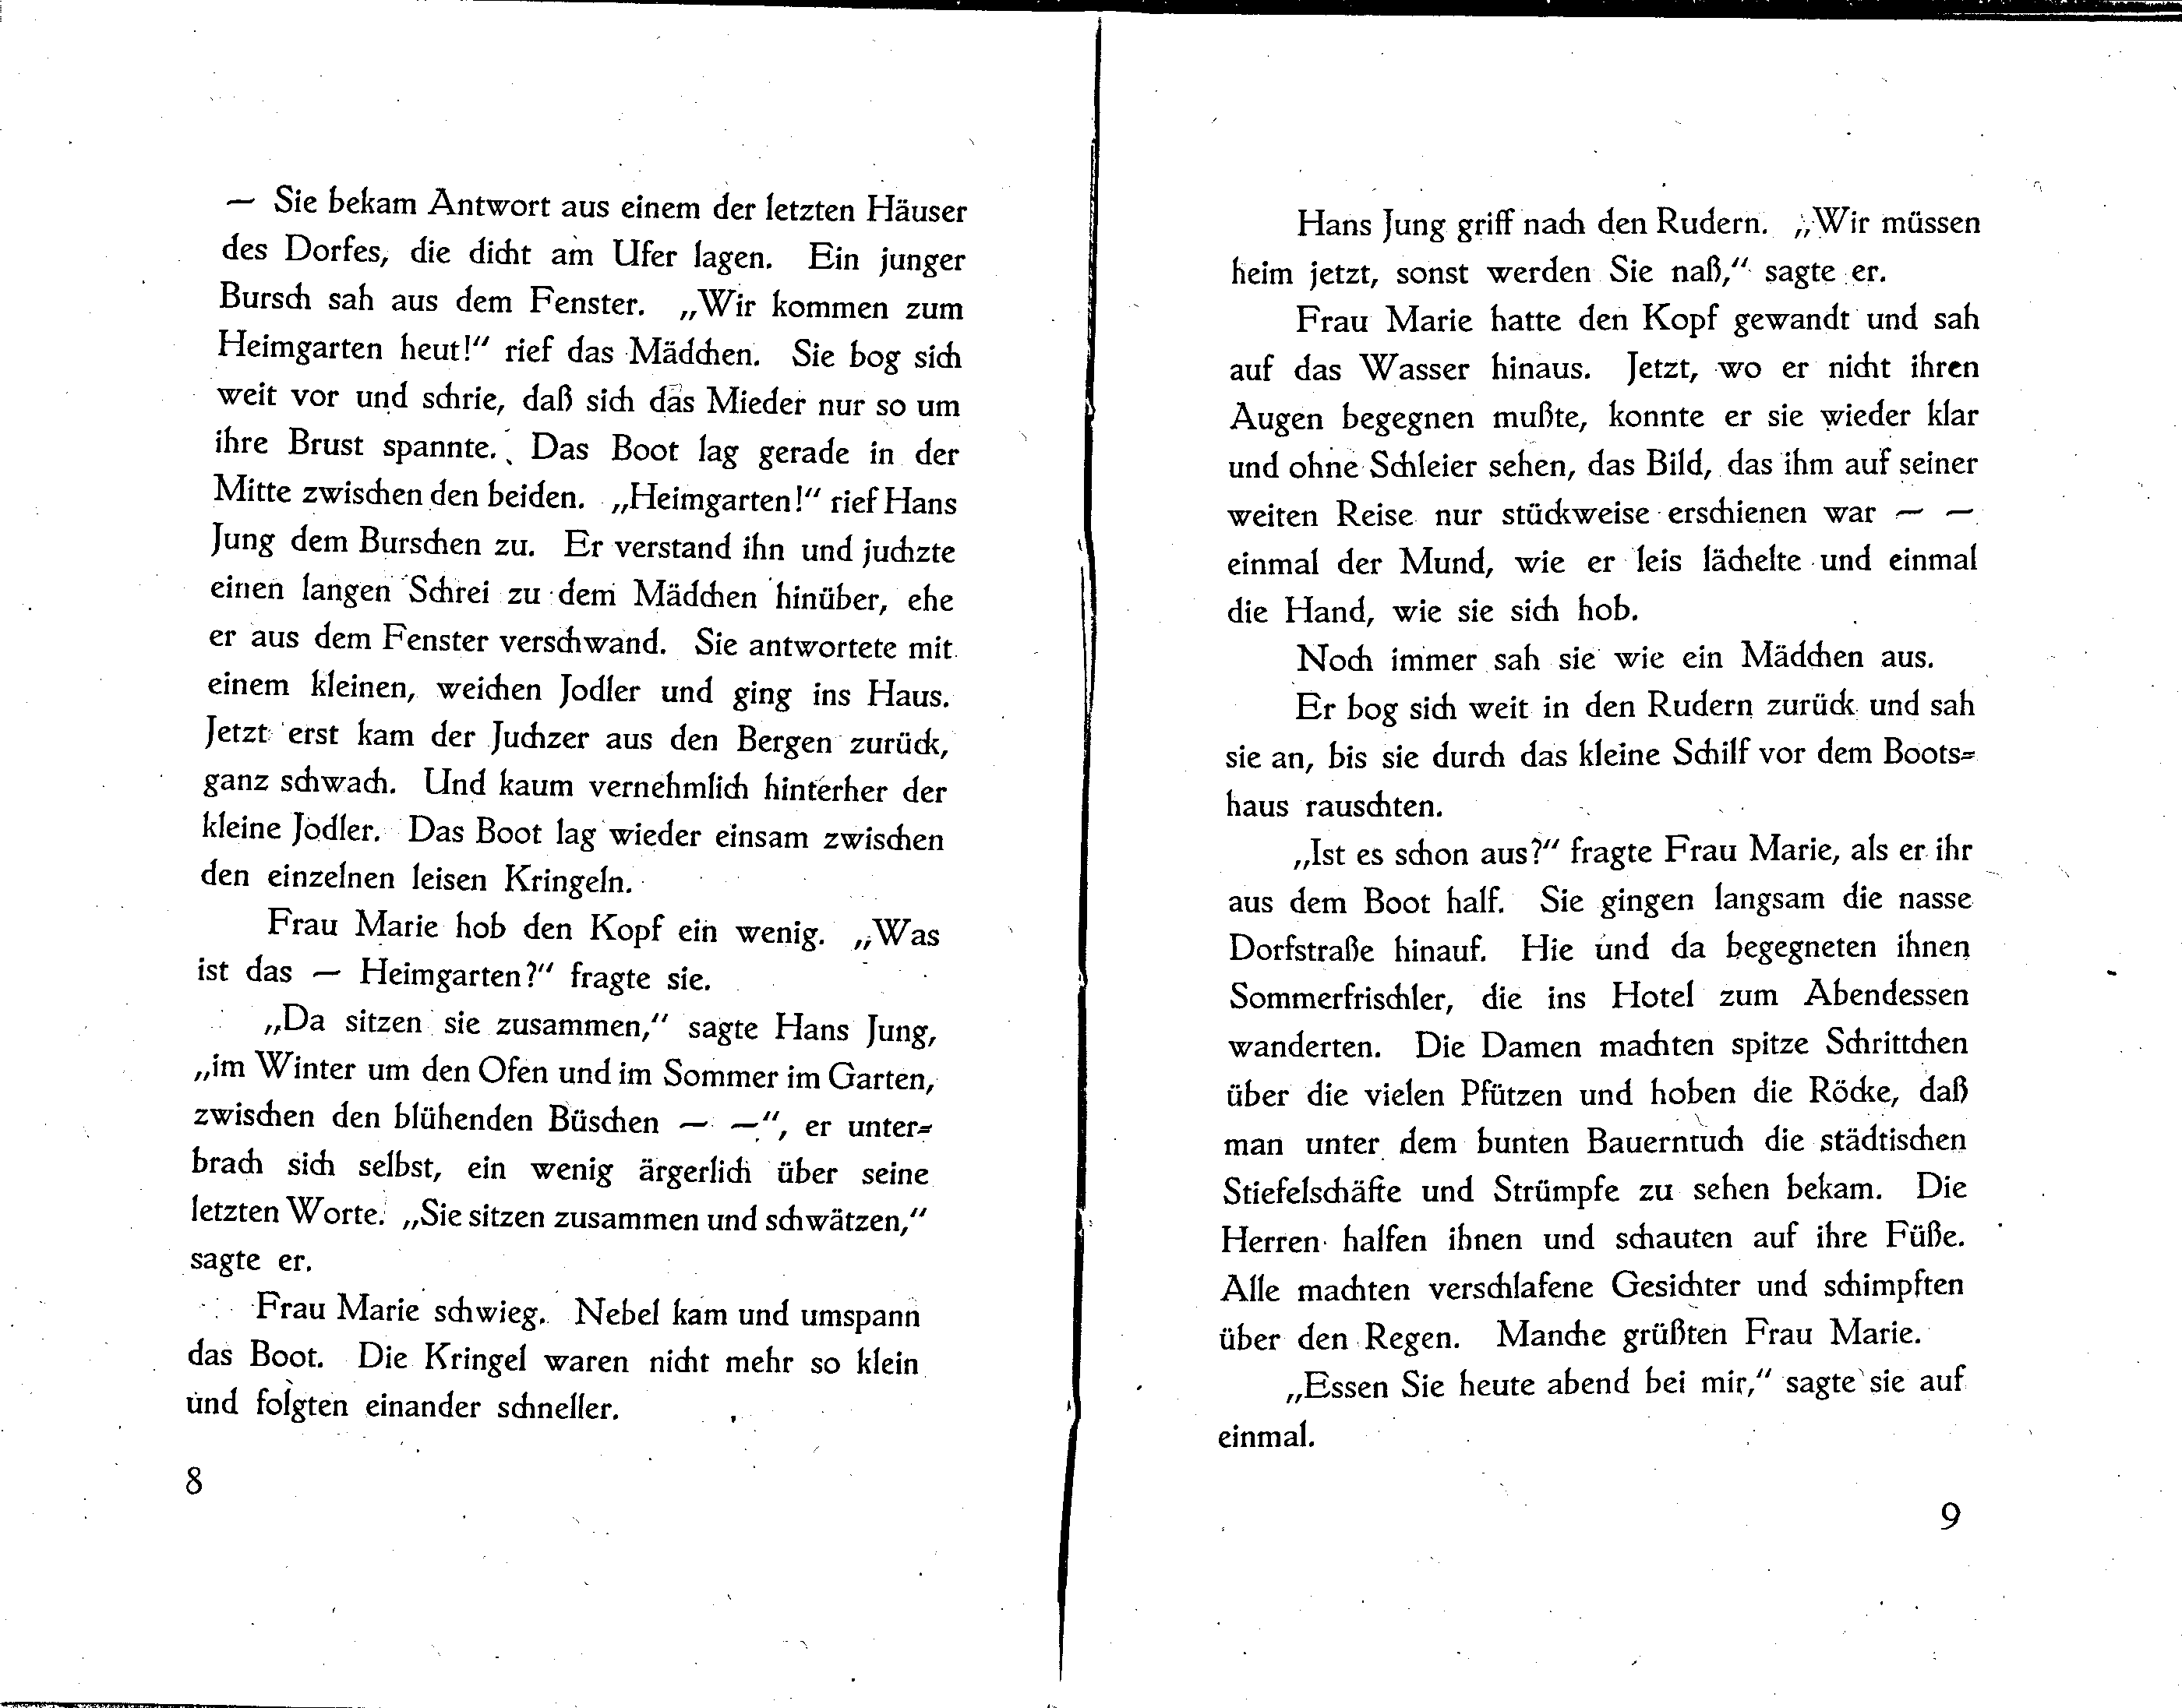 — Sie bekam Antwort aus einem der letzten Häuser
des Dorfes, die dicht am Ufer lagen. Ein junger
Bursch sah aus dem Fenster. „Wir kommen zum
Heimgarten heut!“ rief das Mädchen. Sie bog sich
weit vor und schrie, daß sich das Mieder nur so um
ihre Brust spannte. Das Boot lag gerade in der
Mitte zwischen den beiden. „Heimgarten!“ rief Hans
Jung dem Burschen zu. Er verstand ihn und juchzte
einen langen Schrei zu dem Mädchen hinüber, ehe
er aus dem Fenster verschwand. Sie antwortete mit
einem kleinen, weichen Jodler und ging ins Haus.
Jetzt erst kam der Juchzer aus den Bergen zurück,
ganz schwach. Und kaum vernehmlich hinterher der
kleine Jodler. Das Boot lag wieder einsam zwischen
den einzelnen leisen Kringeln.
Frau Marie hob den Kopf ein wenig. „Was
ist das — Heimgarten?“ fragte sie.
„Da sitzen sie zusammen,“ sagte Hans Jung,
„im Winter um den Ofen und im Sommer im Garten,
zwischen den blühenden Büschen — —“, er unter-
brach sich selbst, ein wenig ärgerlich über seine
letzten Worte. „Sie sitzen zusammen und schwätzen,“
sagte er.
Frau Marie schwieg. Nebel kam und umspann
das Boot. Die Kringel waren nicht mehr so klein
und folgten einander schneller.
8
Hans Jung griff nach den Rudern. „Wir müssen
heim jetzt, sonst werden Sie naß,“ sagte er.
Frau Marie hatte den Kopf gewandt und sah
auf das Wasser hinaus. Jetzt, wo er nicht ihren
Augen begegnen mußte, konnte er sie wieder klar
und ohne Schleier sehen, das Bild, das ihm auf seiner
weiten Reise nur stückweise erschienen war — —
einmal der Mund, wie er leis lächelte und einmal
die Hand, wie sie sich hob.
Noch immer sah sie wie ein Mädchen aus.
Er bog sich weit in den Rudern zurück und sah
sie an, bis sie durch das kleine Schilf vor dem Boots-
haus rauschten.
„Ist es schon aus?“ fragte Frau Marie, als er ihr
aus dem Boot half. Sie gingen langsam die nasse
Dorfstraße hinauf. Hie und da begegneten ihnen
Sommerfrischler, die ins Hotel zum Abendessen
wanderten. Die Damen machten spitze Schrittchen
über die vielen Pfützen und hoben die Röcke, daß
man unter dem bunten Bauerntuch die städtischen
Stiefelschäfte und Strümpfe zu sehen bekam. Die
Herren halfen ihnen und schauten auf ihre Füße.
Alle machten verschlafene Gesichter und schimpften
über den Regen. Manche grüßten Frau Marie.
„Essen Sie heute abend bei mir,“ sagte sie auf
einmal.
9